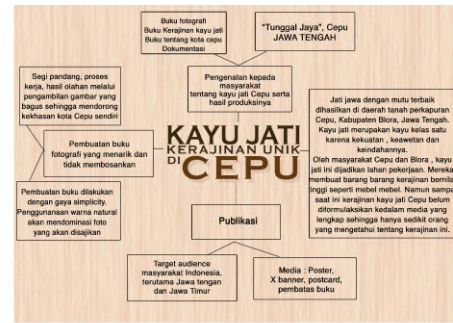 Buku fotografi
Buku Kerajinan kayu jati
Buku tentang kota cepu
Dokumentasi
“Tunggal Jaya”, Cepu
JAWA TENGAH
Segi pandang, proses
kerja, hasil olahan melalui
pengambilan gambar yang
bagus sehingga mendorong
kekhasan kota Cepu sendiri
Pengenalan kepada
masyarakat
tentang kayu jati Cepu serta
hasil produksinya
Pembuatan buku
fotografi yang menarik dan
tidak membosankan
KAYU JATI
KERAJINAN UNIK
DI CEPU
Jati jawa dengan mutu terbaik
dihasilkan di daerah tanah perkapuran
Cepu, Kabupaten Blora, Jawa Tengah.
Kayu jati merupakan kayu kelas satu
karena kekuatan , keawetan dan
keindahannya.
Oleh masyarakat Cepu dan Blora , kayu
jati ini dijadikan lahan pekerjaan. Mereka
membuat barang barang kerajinan bernilai
tinggi seperti mebel mebel. Namun sampai
saat ini kerajinan kayu jati Cepu belum
diformulaksikan kedalam media yang
lengkap sehingga hanya sedikit orang
yang mengetahui tentang kerajinan ini.
Pembuatan buku dilakukan
dengan gaya simplicity.
Penggunanaan warna natural
akan mendominasi foto
yang akan disajikan
Publikasi
Target audience
masyarakat Indonesia,
terutama Jawa tengah
dan Jawa Timur
Media : Poster,
X banner, postcard,
pembatas buku